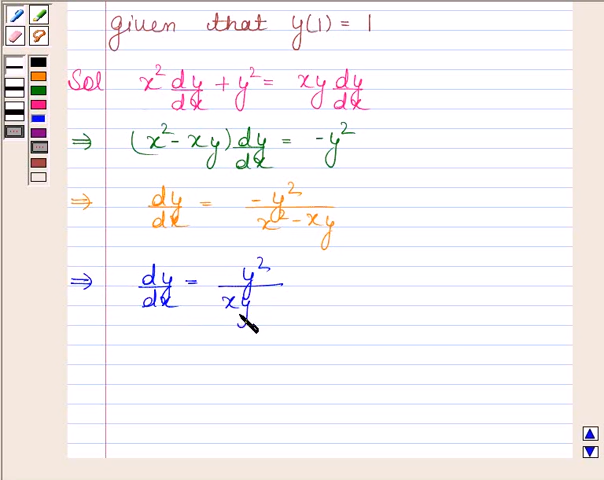 given that y(1) = 1
Sol x² dy/dx + y² = xy dy/dx
⇒ (x² - xy) dy/dx = -y²
⇒ dy/dx = -y²/(x² - xy)
⇒ dy/dx = y²/xy